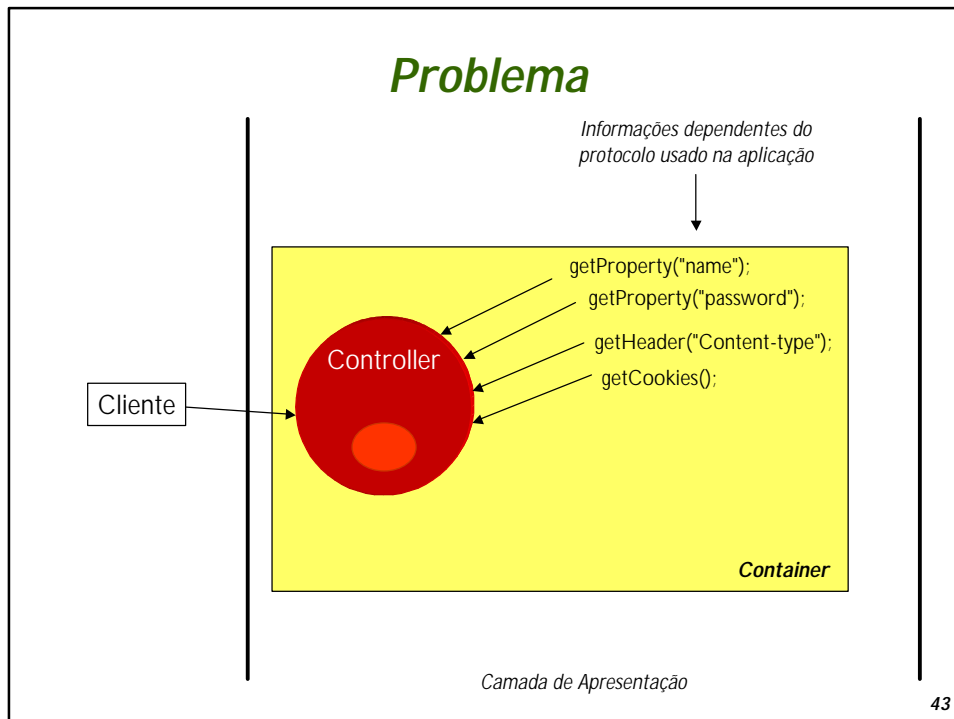 Problema
Informações dependentes do
protocolo usado na aplicação
getProperty("name");
getProperty("password");
getHeader("Content-type");
getCookies();
Controller
Cliente
Container
Camada de Apresentação
43